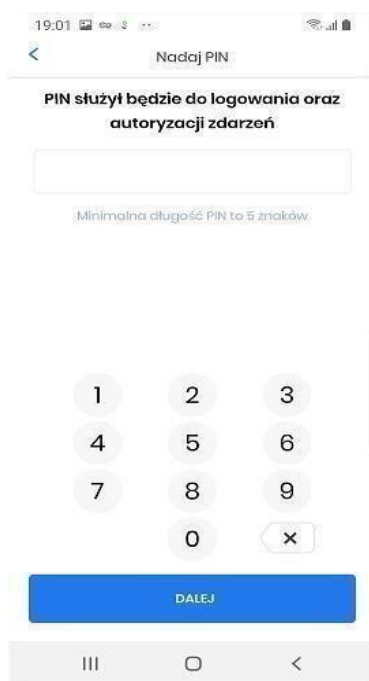 19:01
Nadaj PIN
PIN służył będzie do logowania oraz
autoryzacji zdarzeń
Minimalna długość PIN to 5 znaków
1 2 3
4 5 6
7 8 9
0
DALEJ